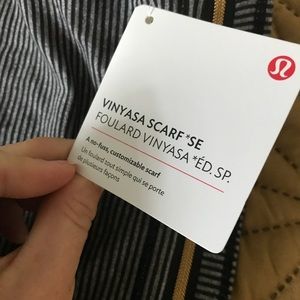 VINYASA SCARF *SE
FOULARD VINYASA *ÉD. SP.
A no-fuss, customizable scarf
Un foulard tout simple qui se porte
de plusieurs façons